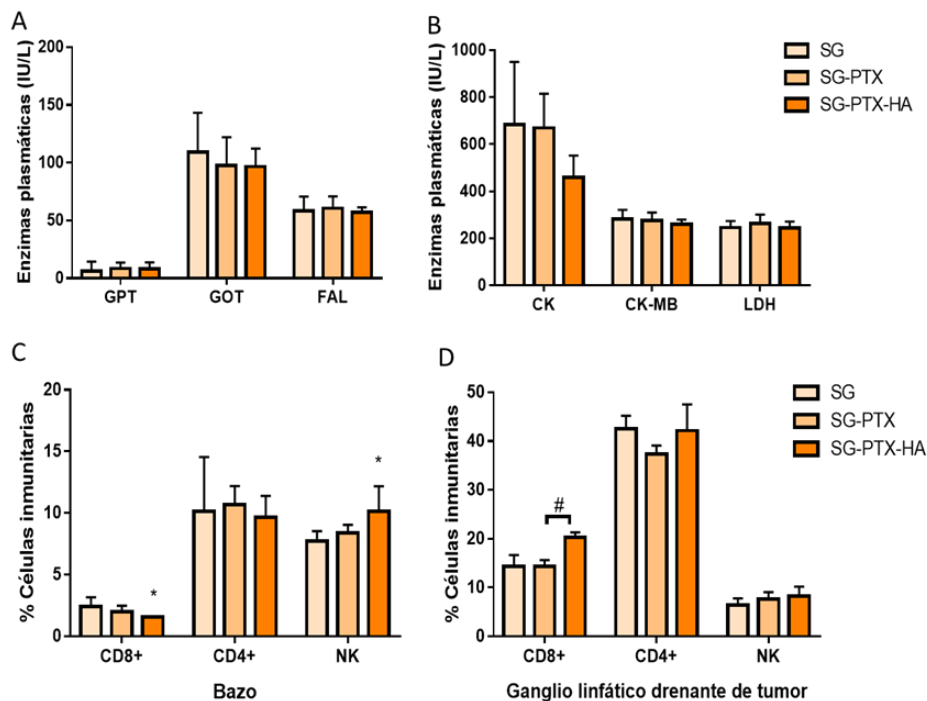 A
Enzimas plasmáticas (IU/L)
200
150
100
50
0
GPT GOT FAL
B
Enzimas plasmáticas (IU/L)
1000
800
600
400
200
0
CK CK-MB LDH
SG
SG-PTX
SG-PTX-HA
C
% Células inmunitarias
20
15
10
5
0
* *
CD8+ CD4+ NK
Bazo
D
% Células inmunitarias
50
40
30
20
10
0
#
CD8+ CD4+ NK
Ganglio linfático drenante de tumor
SG
SG-PTX
SG-PTX-HA